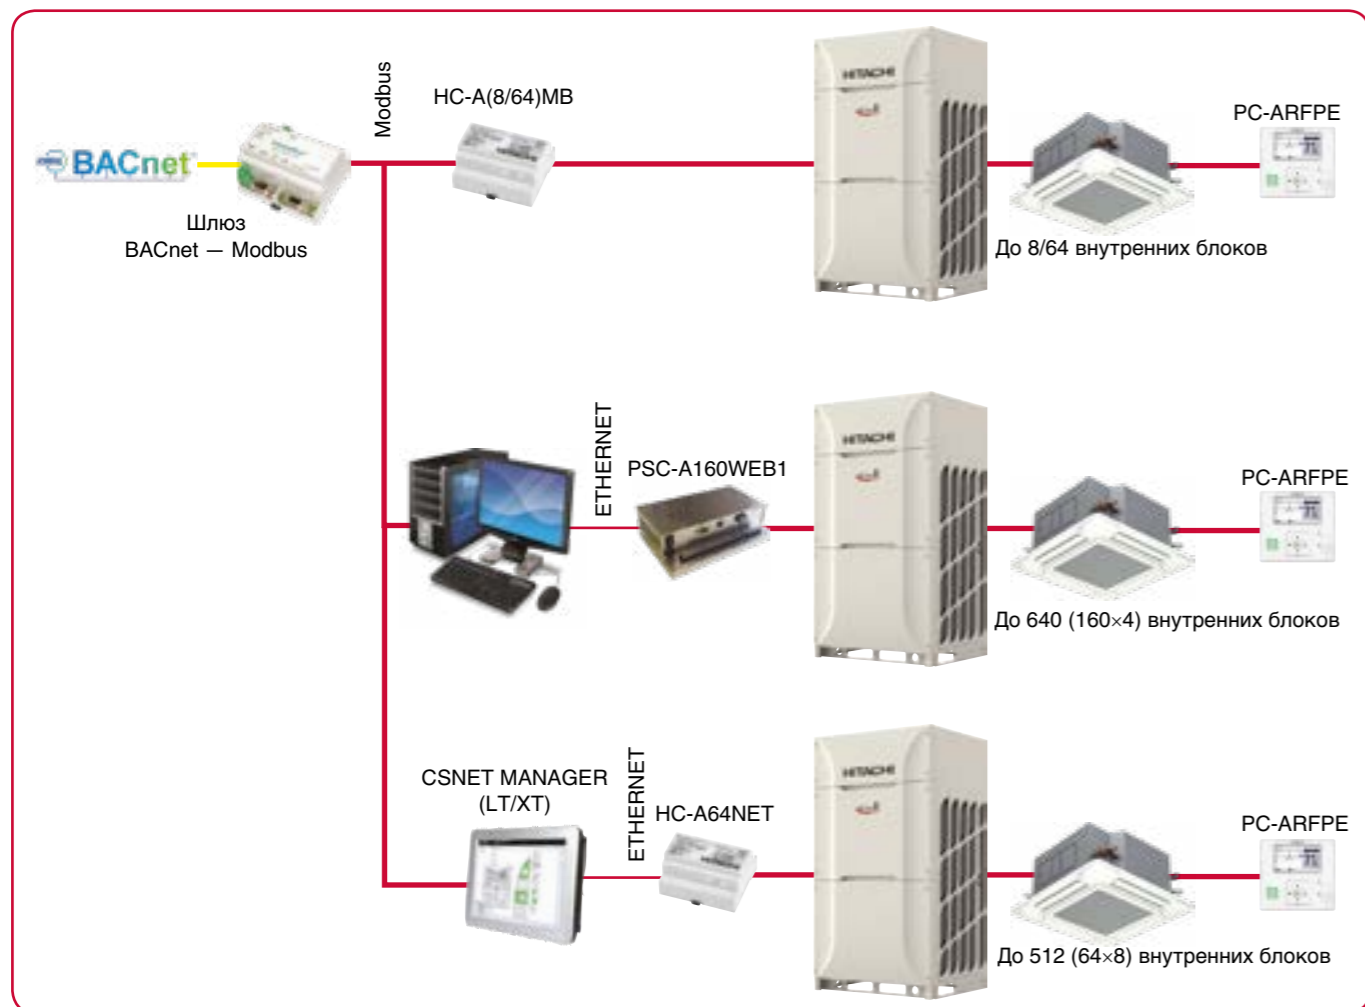 Modbus
HC-A(8/64)MB
HITACHI
PC-ARFPE
BACnet
Шлюз
BACnet — Modbus
До 8/64 внутренних блоков
ETHERNET
PSC-A160WEB1
HITACHI
PC-ARFPE
До 640 (160×4) внутренних блоков
CSNET MANAGER
(LT/XT)
ETHERNET
HC-A64NET
HITACHI
PC-ARFPE
До 512 (64×8) внутренних блоков